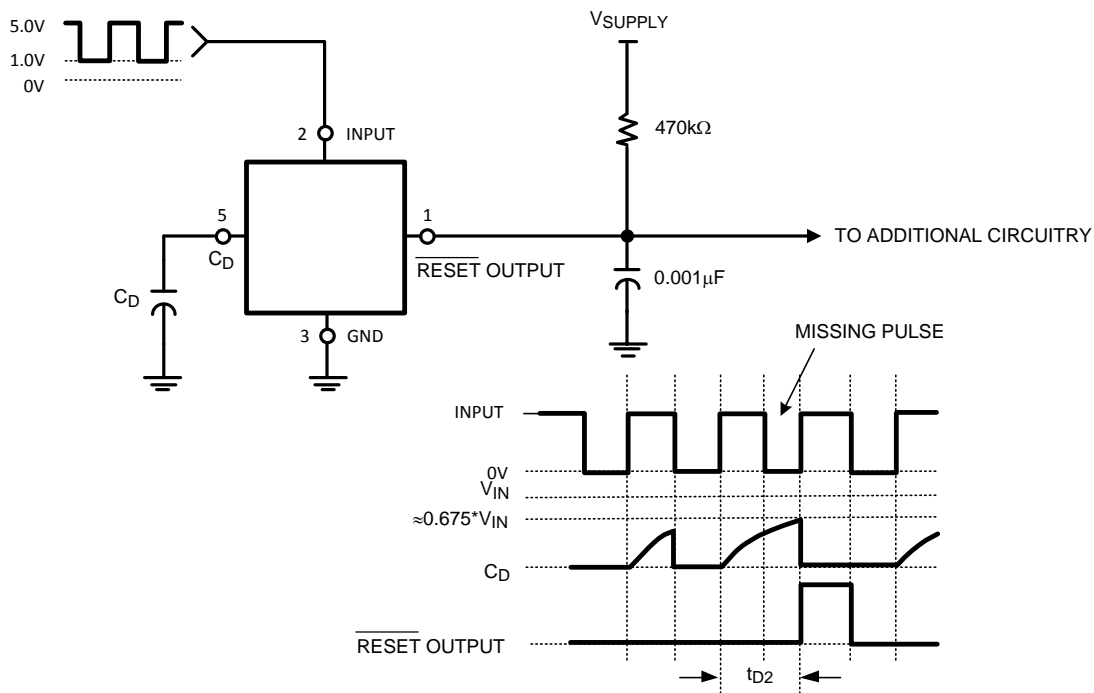 5.0V
1.0V
0V
VSUPPLY
470kΩ
2 INPUT
5
CD
1
RESET OUTPUT
TO ADDITIONAL CIRCUITRY
CD
0.001μF
3 GND
MISSING PULSE
INPUT
0V
VIN
≈0.675*VIN
CD
RESET OUTPUT
tD2